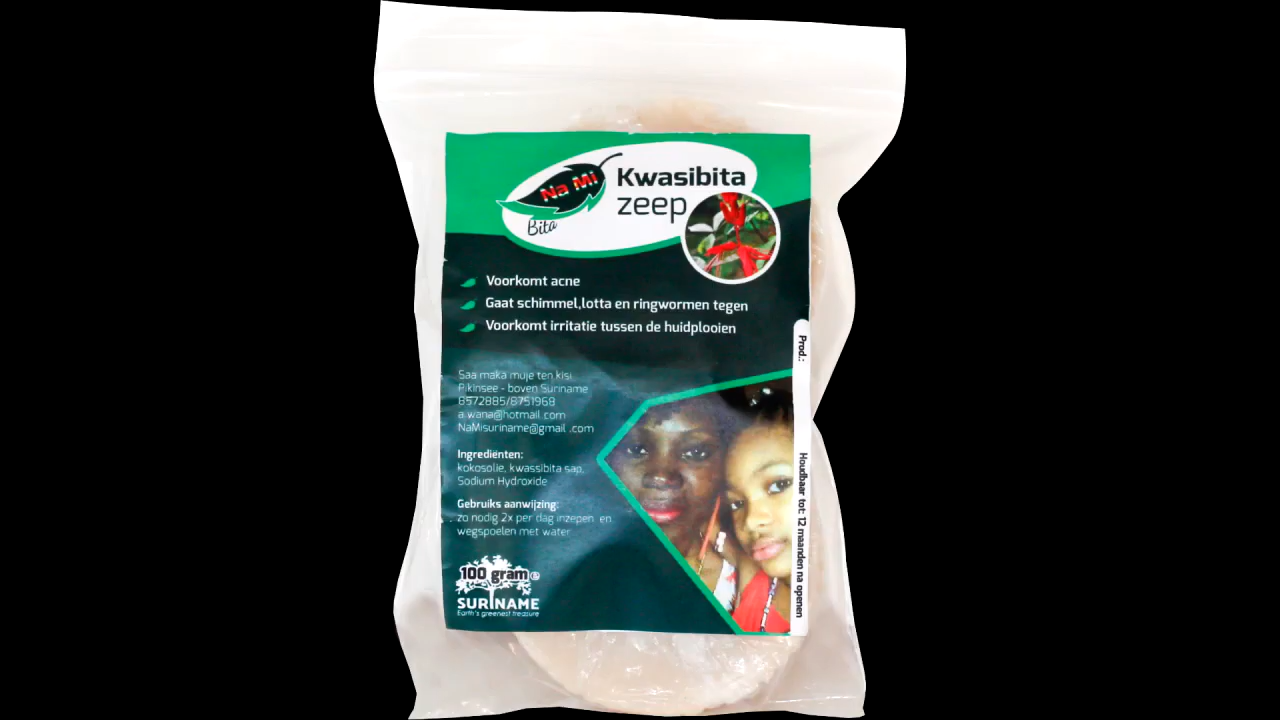 Na Mi
Bita
Kwasibita
zeep
Voorkomt acne
Gaat schimmel,lotta en ringwormen tegen
Voorkomt irritatie tussen de huidplooien
Saa maka muje ten kisi
Pikinsee - boven Suriname
8572885/8751968
a.wana@hotmail.com
NaMisuriname@gmail .com
Ingrediënten:
kokosolie, kwassibita sap,
Sodium Hydroxide
Gebruiks aanwijzing:
zo nodig 2x per dag inzepen en
wegspoelen met water
100 gram e
SURINAME
Earth's greenest treasure
Prod.:
Houdbaar tot: 12 maanden na openen